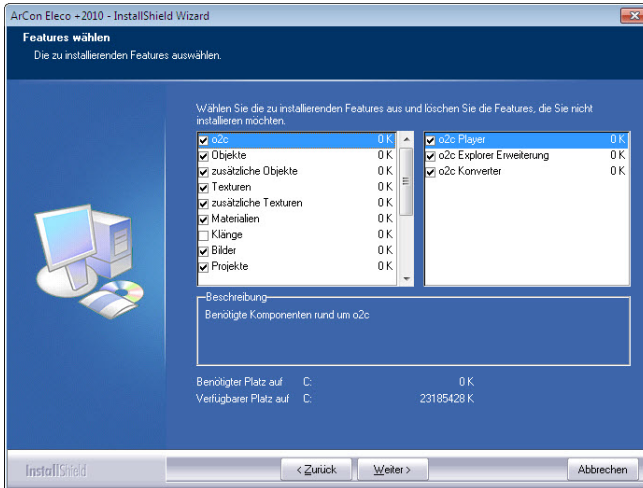 ArCon Eleco +2010 - InstallShield Wizard
Features wählen
Die zu installierenden Features auswählen.
Wählen Sie die zu installierenden Features aus und löschen Sie die Features, die Sie nicht
installieren möchten.
o2c 0 K
Objekte 0 K
zusätzliche Objekte 0 K
Texturen 0 K
zusätzliche Texturen 0 K
Materialien 0 K
Klänge 0 K
Bilder 0 K
Projekte 0 K
o2c Player 0 K
o2c Explorer Erweiterung 0 K
o2c Konverter 0 K
Beschreibung
Benötigte Komponenten rund um o2c
Benötigter Platz auf C: 0 K
Verfügbarer Platz auf C: 23185428 K
InstallShield
< Zurück Weiter > Abbrechen